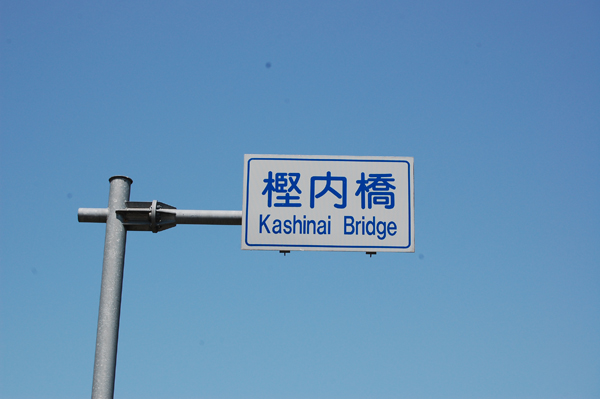 樫内橋
Kashinai Bridge